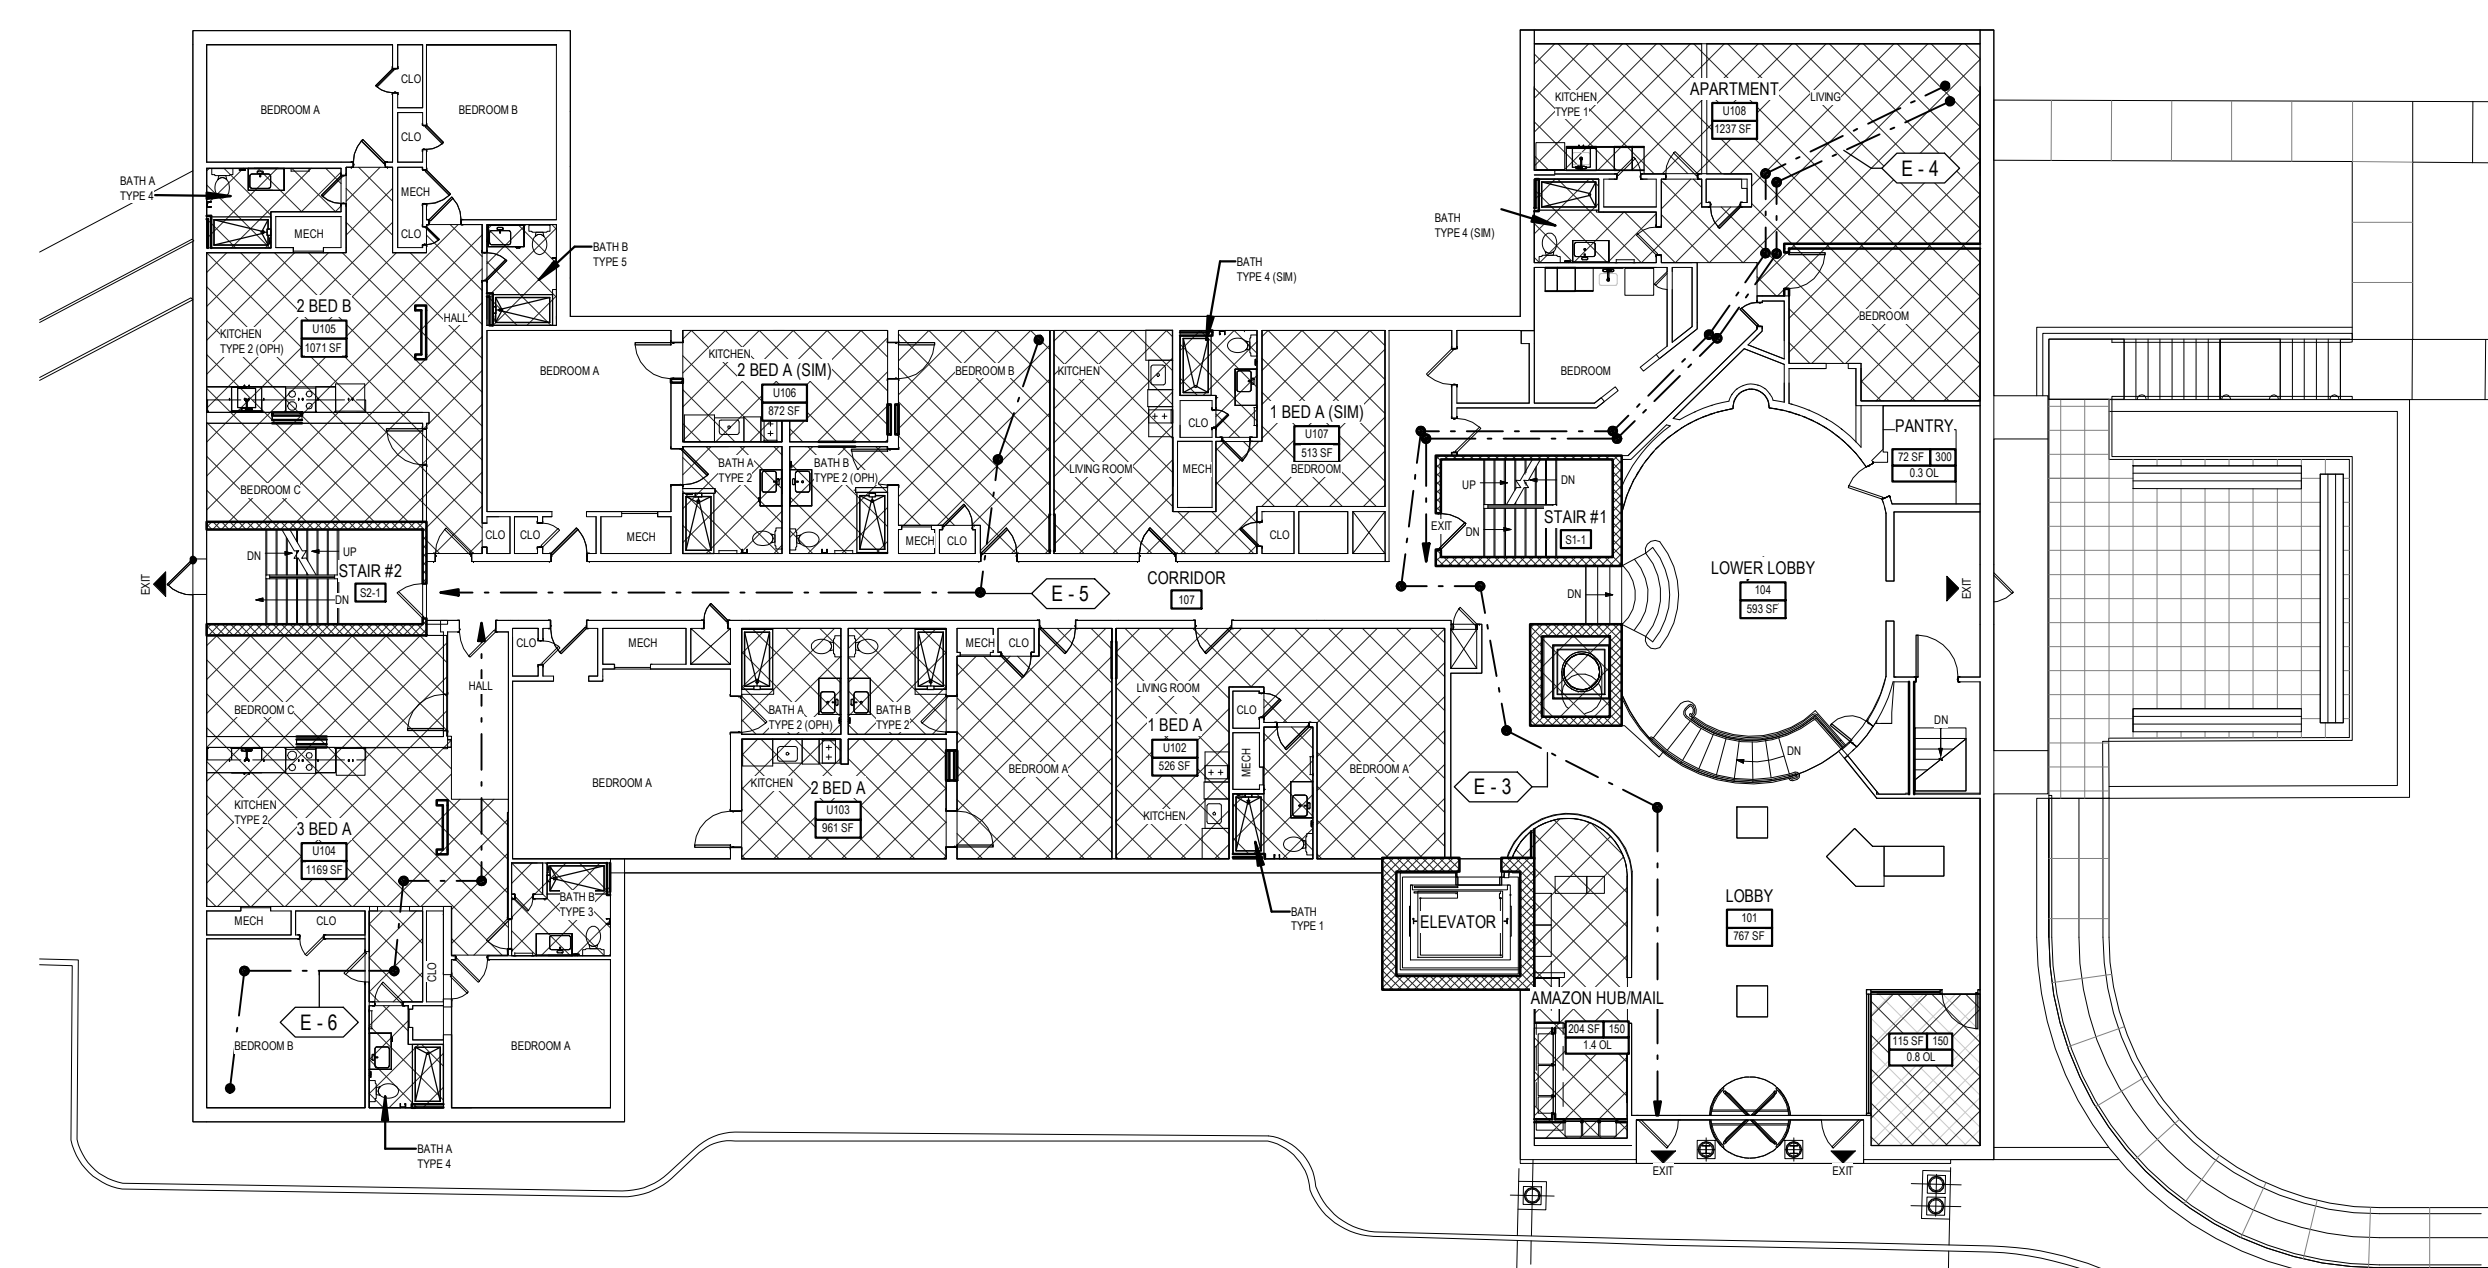 CLO
BEDROOM A
BEDROOM B
CLO
BATH A
TYPE 4
MECH
MECH
CLO
BATH B
TYPE 5
2 BED B
U105
1071 SF
HALL
KITCHEN
TYPE 2 (OPH)
BEDROOM C
BEDROOM A
KITCHEN
2 BED A (SIM)
U106
872 SF
BEDROOM B
BATH A
TYPE 2
BATH B
TYPE 2 (OPH)
CLO
CLO
MECH
MECH
CLO
KITCHEN
LIVING ROOM
BATH
TYPE 4 (SIM)
CLO
MECH
1 BED A (SIM)
U107
513 SF
BEDROOM
CLO
KITCHEN
TYPE 1
APARTMENT
U108
1237 SF
LIVING
E - 4
BATH
TYPE 4 (SIM)
BEDROOM
BEDROOM
PANTRY
72 SF
300
0.3 OL
UP
DN
EXIT
DN
STAIR #1
S1-1
EXIT
DN
UP
DN
STAIR #2
S2-1
E - 5
CORRIDOR
107
DN
LOWER LOBBY
104
593 SF
EXIT
DN
DN
HALL
BEDROOM C
KITCHEN
TYPE 2
3 BED A
U104
1169 SF
CLO
MECH
BEDROOM A
BATH A
TYPE 2 (OPH)
BATH B
TYPE 2
KITCHEN
2 BED A
U103
961 SF
MECH
CLO
BEDROOM A
LIVING ROOM
1 BED A
U102
526 SF
KITCHEN
CLO
MECH
BEDROOM A
BATH
TYPE 1
E - 3
ELEVATOR
LOBBY
101
767 SF
AMAZON HUB/MAIL
204 SF
150
1.4 OL
115 SF
150
0.8 OL
EXIT
EXIT
MECH
CLO
BATH B
TYPE 3
CLO
E - 6
BEDROOM B
BEDROOM A
BATH A
TYPE 4